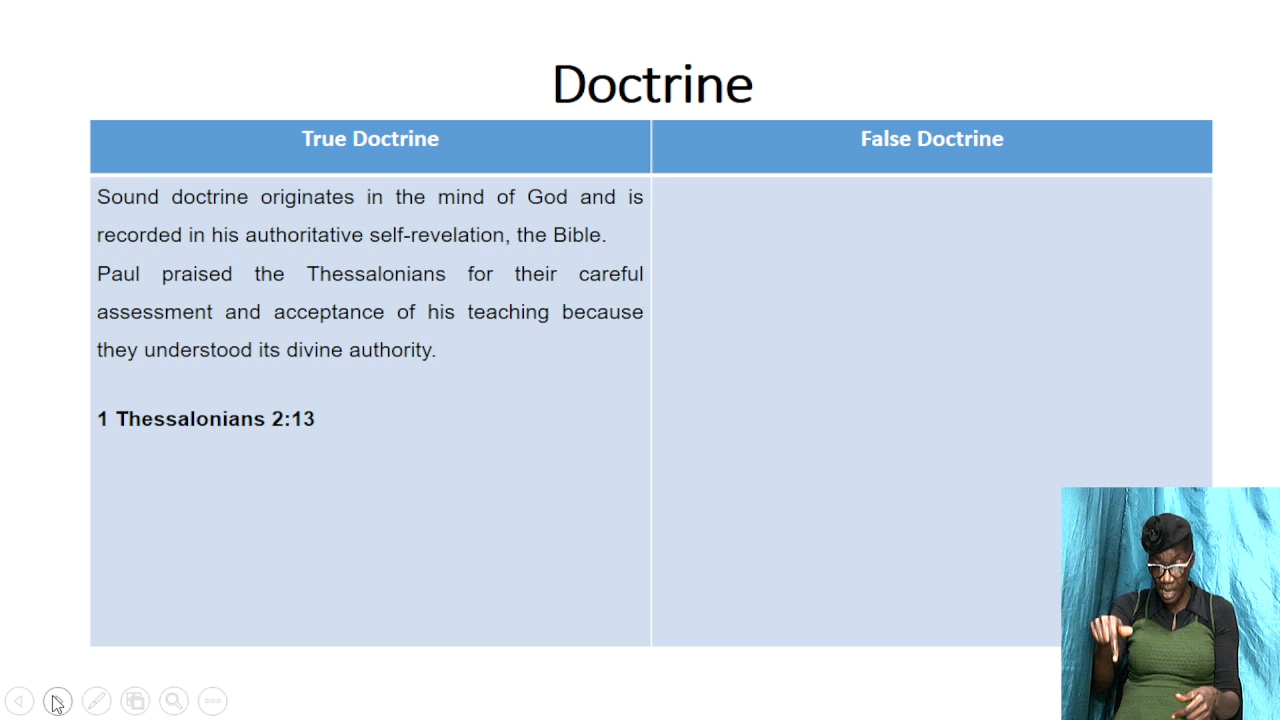 Doctrine
True Doctrine
False Doctrine
Sound doctrine originates in the mind of God and is
recorded in his authoritative self-revelation, the Bible.
Paul praised the Thessalonians for their careful
assessment and acceptance of his teaching because
they understood its divine authority.
1 Thessalonians 2:13